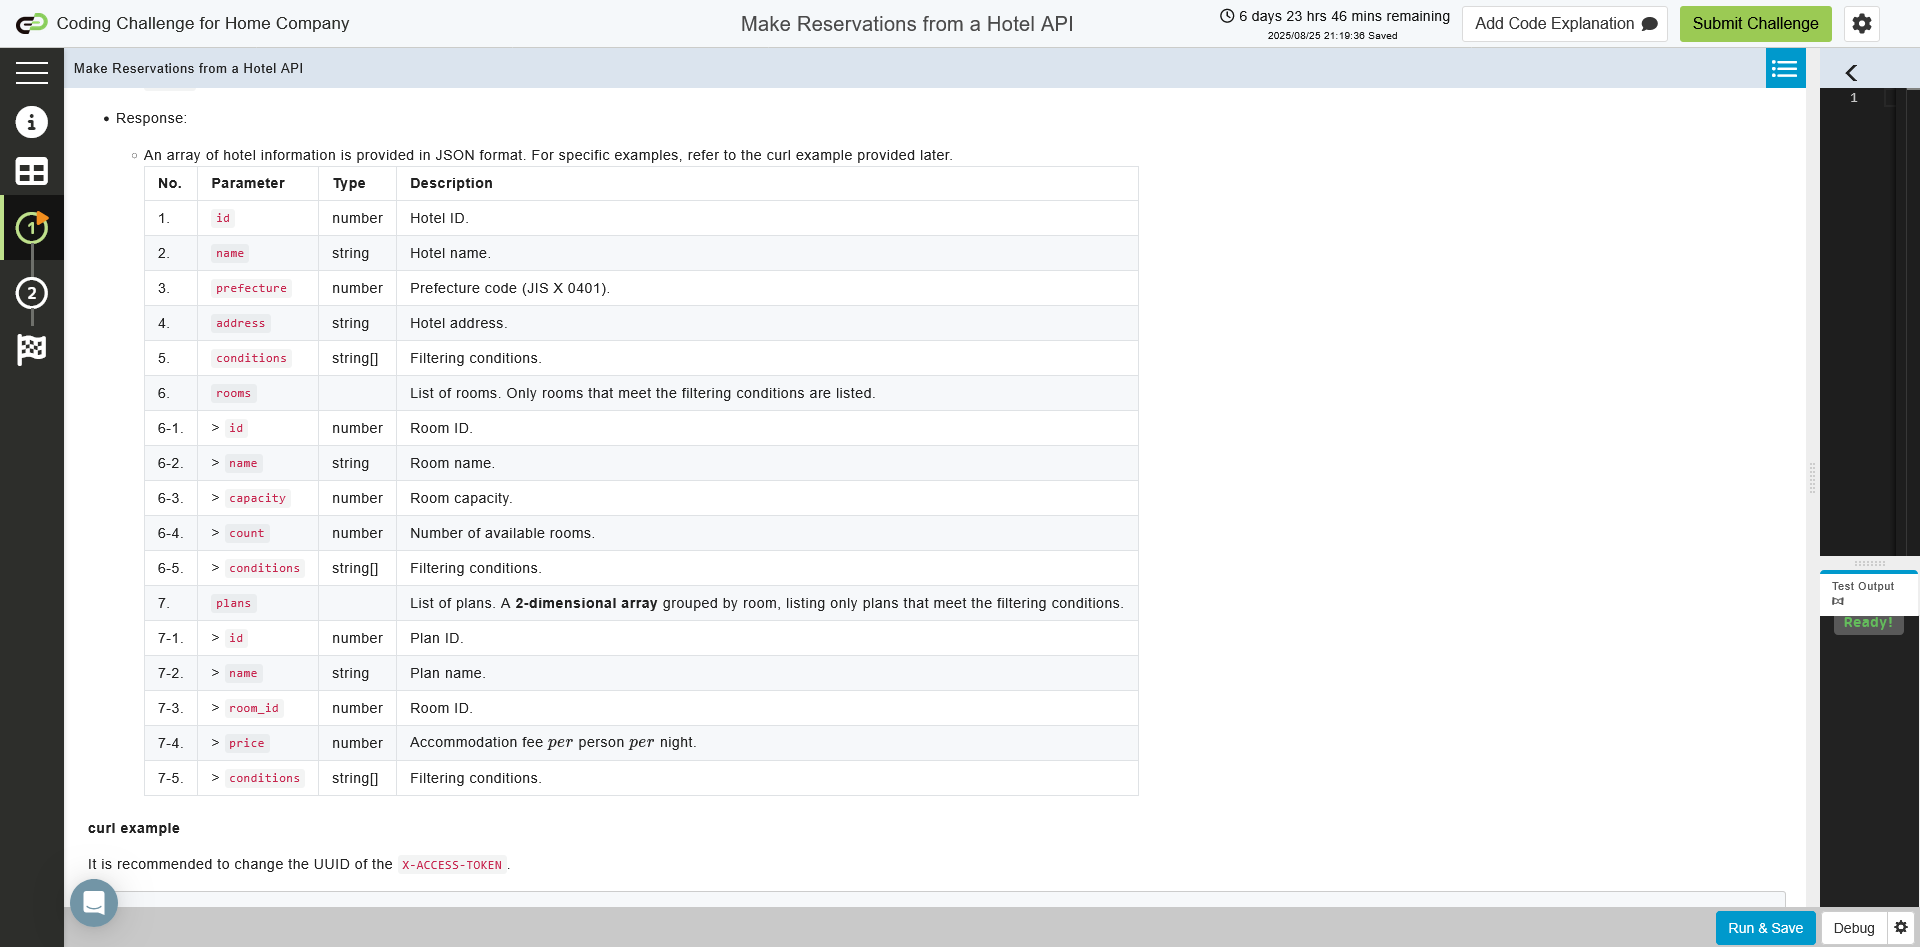 Coding Challenge for Home Company
Make Reservations from a Hotel API
6 days 23 hrs 46 mins remaining
2025/08/25 21:19:36 Saved
Add Code Explanation
Submit Challenge
Make Reservations from a Hotel API
1
2
1
• Response:
○ An array of hotel information is provided in JSON format. For specific examples, refer to the curl example provided later.
No. Parameter Type Description
1. id number Hotel ID.
2. name string Hotel name.
3. prefecture number Prefecture code (JIS X 0401).
4. address string Hotel address.
5. conditions string[] Filtering conditions.
6. rooms List of rooms. Only rooms that meet the filtering conditions are listed.
6-1. > id number Room ID.
6-2. > name string Room name.
6-3. > capacity number Room capacity.
6-4. > count number Number of available rooms.
6-5. > conditions string[] Filtering conditions.
7. plans List of plans. A 2-dimensional array grouped by room, listing only plans that meet the filtering conditions.
7-1. > id number Plan ID.
7-2. > name string Plan name.
7-3. > room_id number Room ID.
7-4. > price number Accommodation fee per person per night.
7-5. > conditions string[] Filtering conditions.
curl example
It is recommended to change the UUID of the X-ACCESS-TOKEN .
Test Output
Ready!
Run & Save
Debug